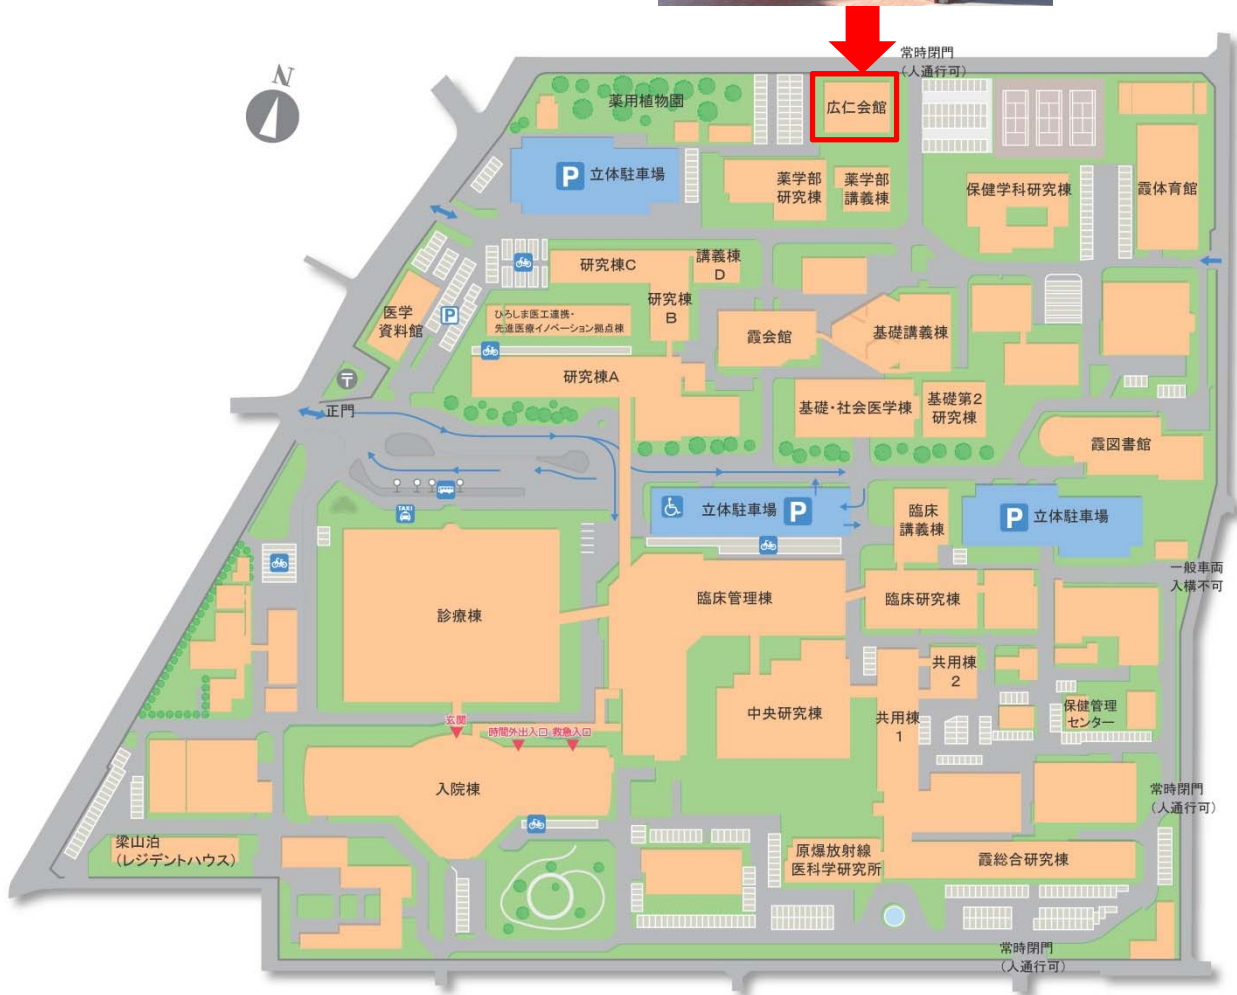 常時閉門
(人通行可)
N
薬用植物園
広仁会館
P 立体駐車場
薬学部
研究棟
薬学部
講義棟
保健学科研究棟
霞体育館
研究棟C
講義棟
D
研究棟
B
医学
資料館
P
ひろしま医工連携・
先進医療イノベーション拠点棟
霞会館
基礎講義棟
研究棟A
〒
正門
基礎・社会医学棟
基礎第2
研究棟
霞図書館
TAXI
立体駐車場 P
臨床
講義棟
P 立体駐車場
一般車両
入構不可
診療棟
臨床管理棟
臨床研究棟
共用棟
2
中央研究棟
共用棟
1
保健管理
センター
玄関
時間外出入口
救急入口
入院棟
常時閉門
(人通行可)
梁山泊
(レジデントハウス)
原爆放射線
医科学研究所
霞総合研究棟
常時閉門
(人通行可)